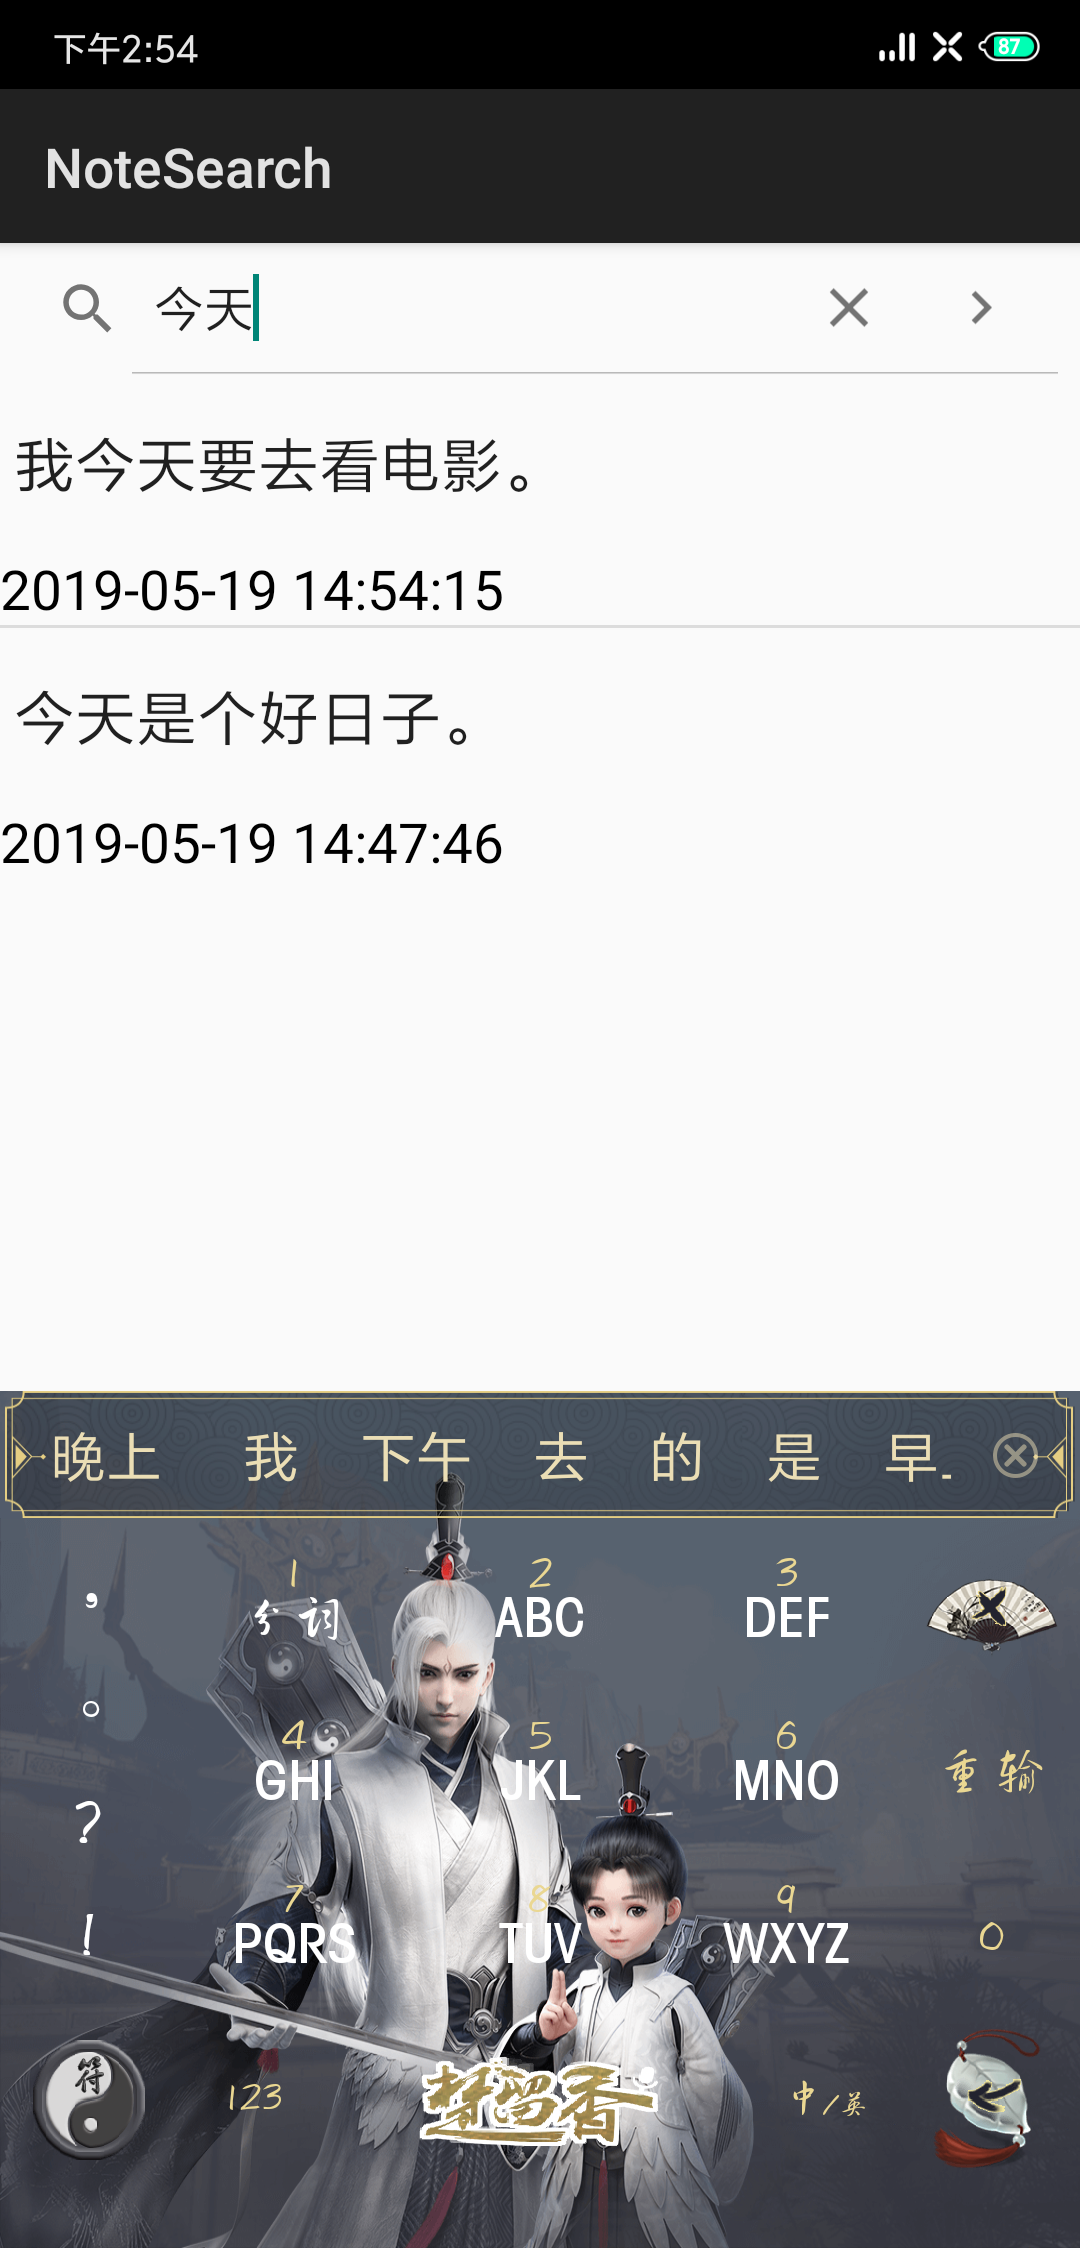 下午2:54
87
NoteSearch
今天
我今天要去看电影。
2019-05-19 14:54:15
今天是个好日子。
2019-05-19 14:47:46
晚上 我 下午 去 的 是 早
, 1 2 3
分词 ABC DEF
。 4 5 6
GHI JKL MNO 重输
? 7 8 9
! PQRS TUV WXYZ 0
符 123 楚留香 中/英